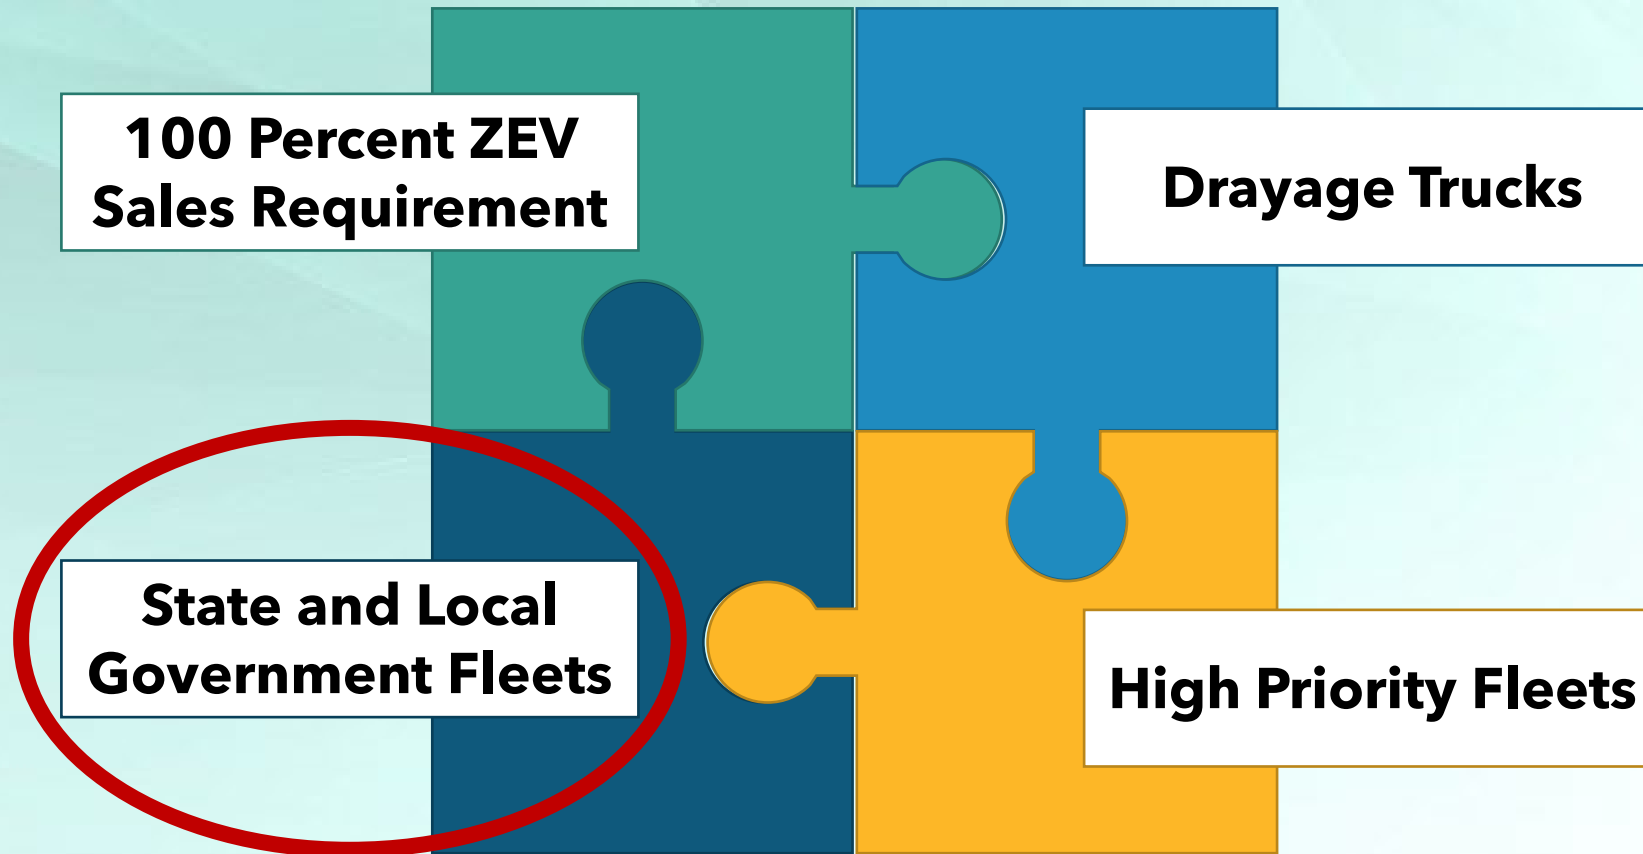 100 Percent ZEV
Sales Requirement
Drayage Trucks
State and Local
Government Fleets
High Priority Fleets